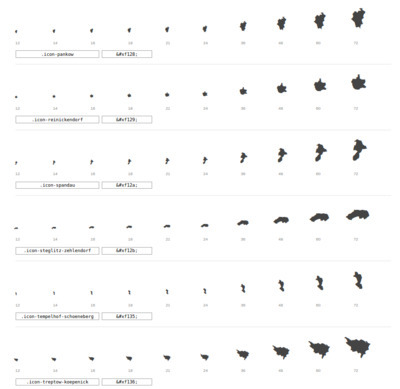 12 14 16 18 21 24 36 48 60 72
.icon-pankow &#xf128;
12 14 16 18 21 24 36 48 60 72
.icon-reinickendorf &#xf129;
12 14 16 18 21 24 36 48 60 72
.icon-spandau &#xf12a;
12 14 16 18 21 24 36 48 60 72
.icon-steglitz-zehlendorf &#xf12b;
12 14 16 18 21 24 36 48 60 72
.icon-tempelhof-schoeneberg &#xf135;
12 14 16 18 21 24 36 48 60 72
.icon-treptow-koepenick &#xf136;